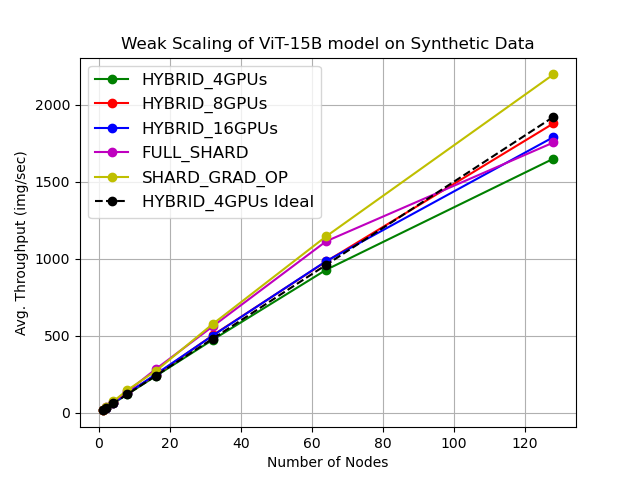 Weak Scaling of ViT-15B model on Synthetic Data
HYBRID_4GPUs
HYBRID_8GPUs
HYBRID_16GPUs
FULL_SHARD
SHARD_GRAD_OP
HYBRID_4GPUs Ideal
Avg. Throughput (img/sec)
2000
1500
1000
500
0
0 20 40 60 80 100 120
Number of Nodes